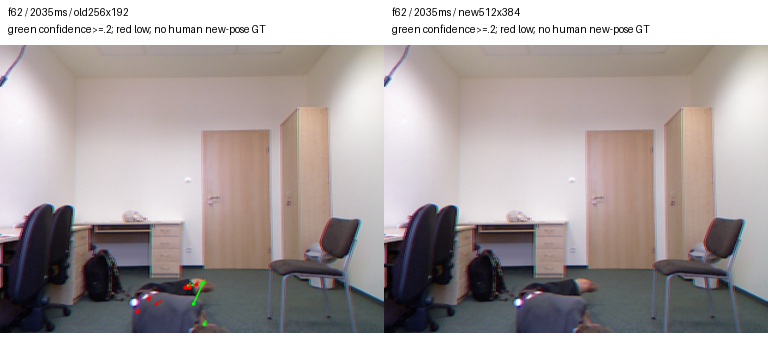 f62 / 2035ms / old256x192
green confidence>=.2; red low; no human new-pose GT
f62 / 2035ms / new512x384
green confidence>=.2; red low; no human new-pose GT